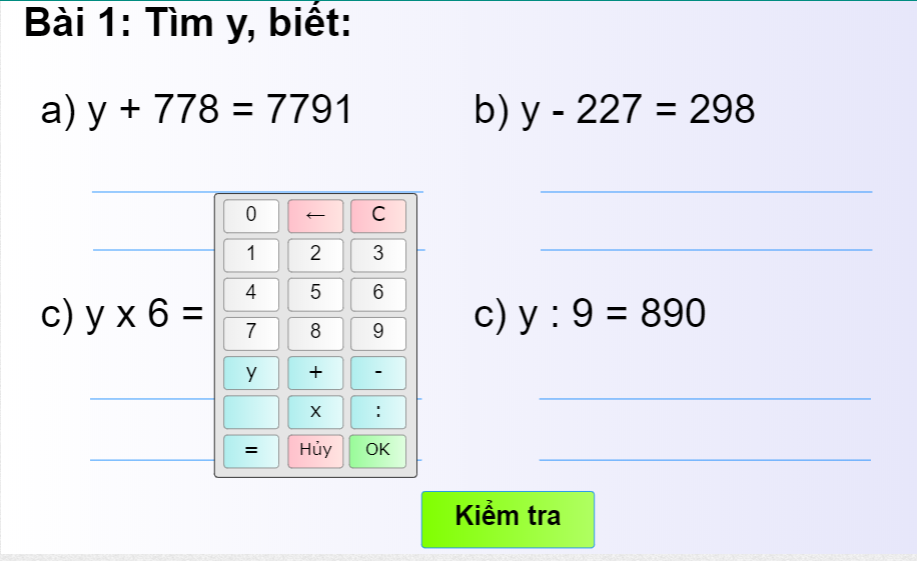 Bài 1: Tìm y, biết:
a) y + 778 = 7791
b) y - 227 = 298
0 ← C
1 2 3
4 5 6
7 8 9
y + -
x :
= Hủy OK
c) y x 6 =
c) y : 9 = 890
Kiểm tra